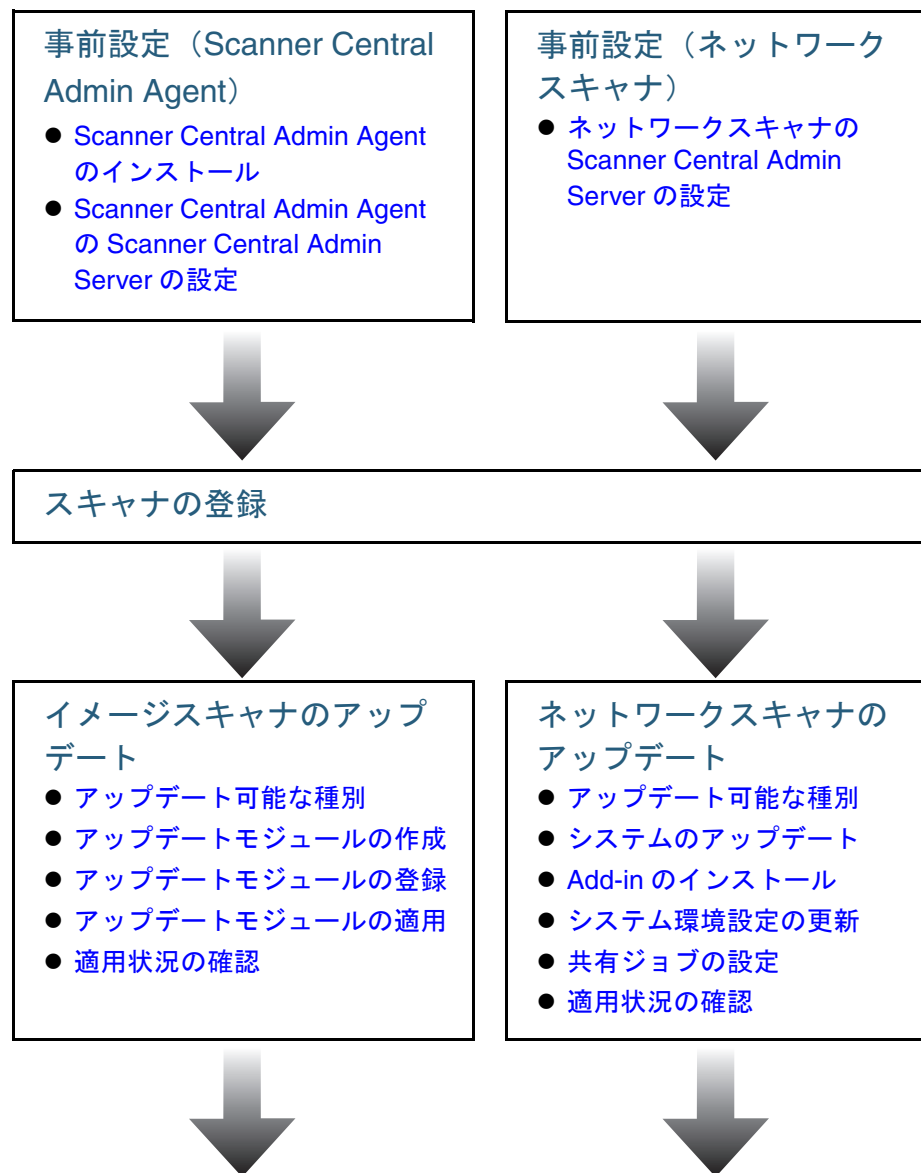 事前設定（Scanner Central
Admin Agent）
● Scanner Central Admin Agent
のインストール
● Scanner Central Admin Agent
の Scanner Central Admin
Server の設定
事前設定（ネットワーク
スキャナ）
● ネットワークスキャナの
Scanner Central Admin
Server の設定
スキャナの登録
イメージスキャナのアップ
デート
● アップデート可能な種別
● アップデートモジュールの作成
● アップデートモジュールの登録
● アップデートモジュールの適用
● 適用状況の確認
ネットワークスキャナの
アップデート
● アップデート可能な種別
● システムのアップデート
● Add-in のインストール
● システム環境設定の更新
● 共有ジョブの設定
● 適用状況の確認